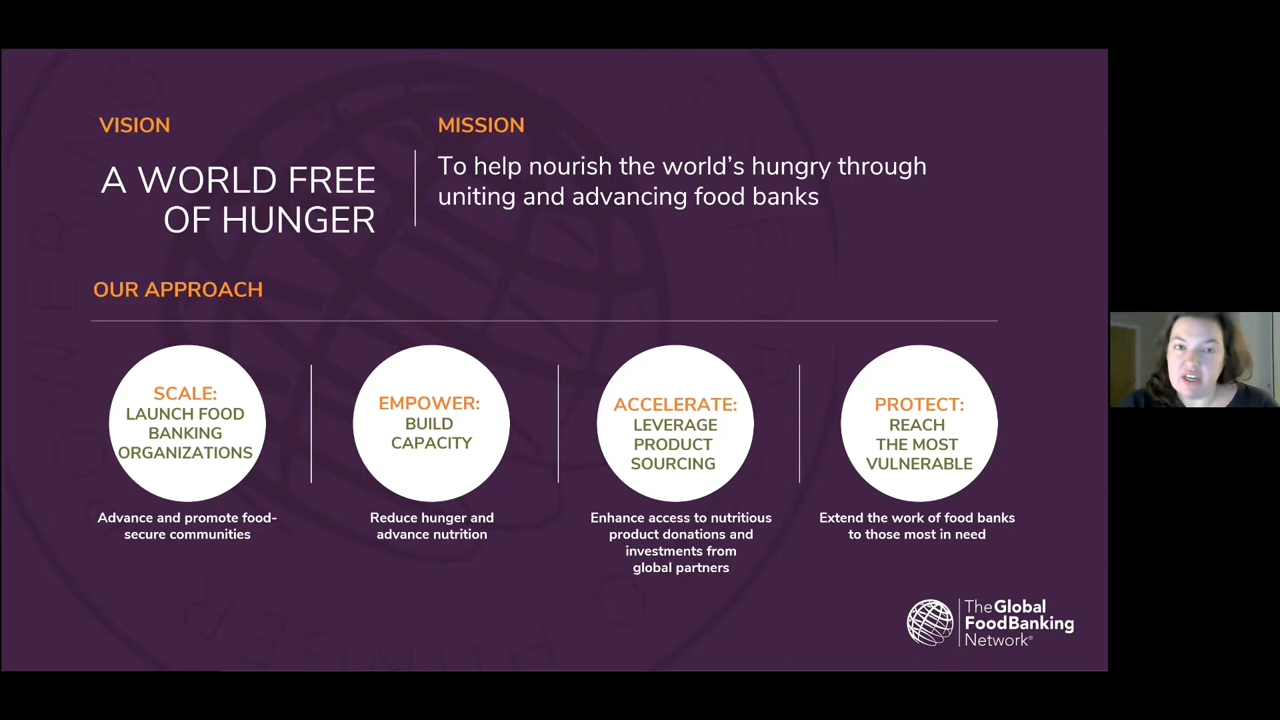 VISION
A WORLD FREE
OF HUNGER
MISSION
To help nourish the world's hungry through
uniting and advancing food banks
OUR APPROACH
SCALE:
LAUNCH FOOD
BANKING
ORGANIZATIONS
Advance and promote food-
secure communities
EMPOWER:
BUILD
CAPACITY
Reduce hunger and
advance nutrition
ACCELERATE:
LEVERAGE
PRODUCT
SOURCING
Enhance access to nutritious
product donations and
investments from
global partners
PROTECT:
REACH
THE MOST
VULNERABLE
Extend the work of food banks
to those most in need
The Global
FoodBanking
Network®